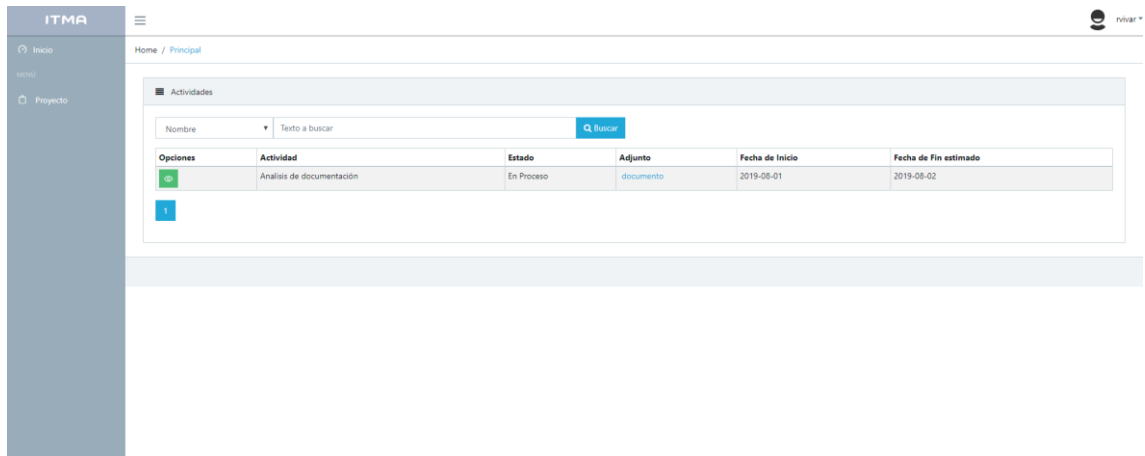 ITMA
rvivar
Inicio
Home / Principal
MENÚ
Proyecto
Actividades
Nombre Texto a buscar Buscar
Opciones Actividad Estado Adjunto Fecha de Inicio Fecha de Fin estimado
Analisis de documentación En Proceso documento 2019-08-01 2019-08-02
1